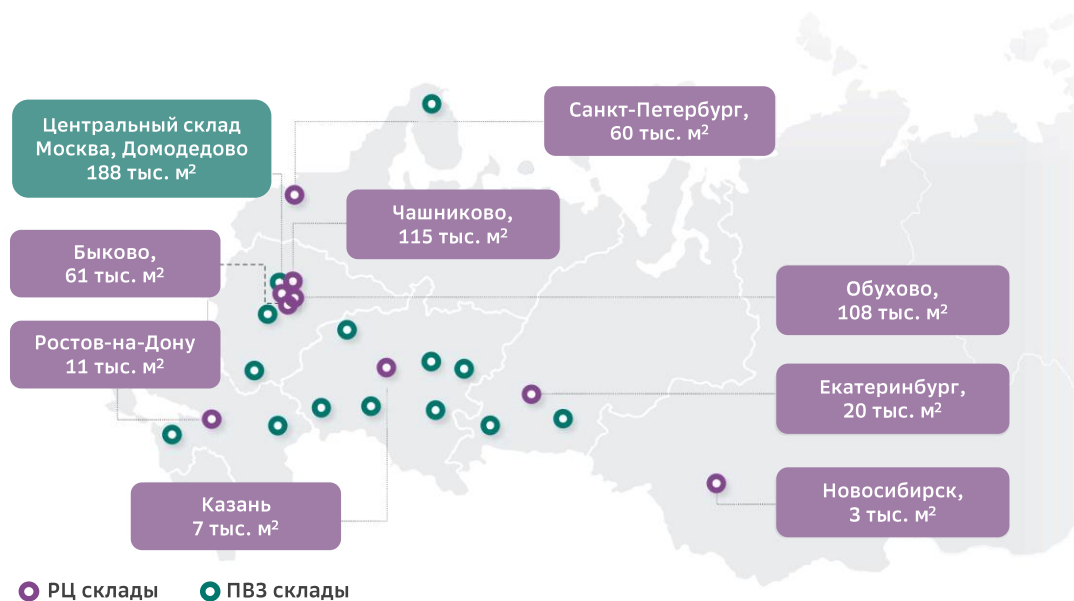 Центральный склад
Москва, Домодедово
188 тыс. м²
Санкт-Петербург,
60 тыс. м²
Чашниково,
115 тыс. м²
Быково,
61 тыс. м²
Обухово,
108 тыс. м²
Ростов-на-Дону
11 тыс. м²
Екатеринбург,
20 тыс. м²
Казань
7 тыс. м²
Новосибирск,
3 тыс. м²
РЦ склады
ПВЗ склады